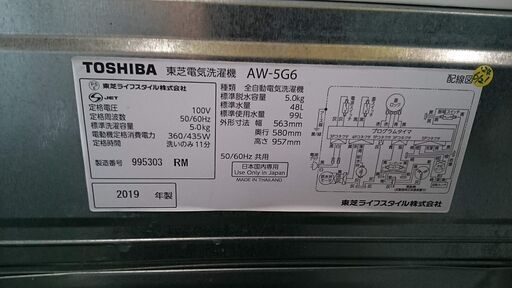 TOSHIBA 東芝電気洗濯機 AW-5G6
東芝ライフスタイル株式会社
JET
定格電圧 100V
定格周波数 50/60Hz
標準洗濯容量 5.0kg
電動機定格消費電力 360/435W
製造番号 995303 RM
2019 年製
種類 全自動電気洗濯機
標準脱水容量 5.0kg
標準水量 48L
標準使用水量 99L
外形寸法 幅 563mm
奥行 580mm
高さ 957mm
洗いのみ 11分
50/60Hz 共用
日本国内専用
Use Only in Japan
MADE IN THAILAND
配線図
プログラムタイマ
東芝ライフスタイル株式会社